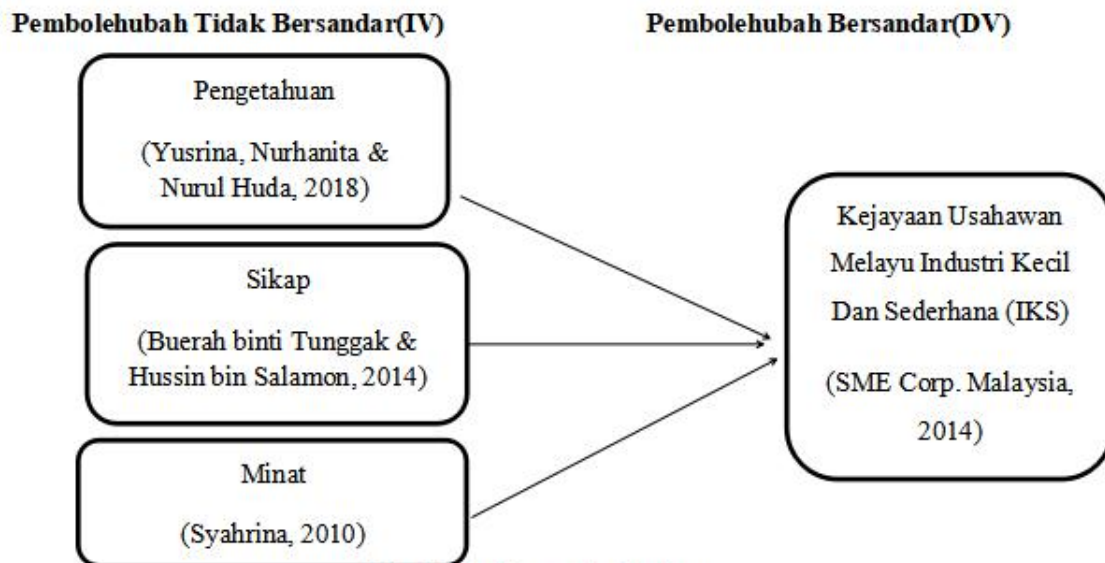 Pembolehubah Tidak Bersandar(IV)
Pembolehubah Bersandar(DV)
Pengetahuan
(Yusrina, Nurhanita &
Nurul Huda, 2018)
Sikap
(Buerah binti Tunggak &
Hussin bin Salamon, 2014)
Minat
(Syahrina, 2010)
Kejayaan Usahawan
Melayu Industri Kecil
Dan Sederhana (IKS)
(SME Corp. Malaysia,
2014)